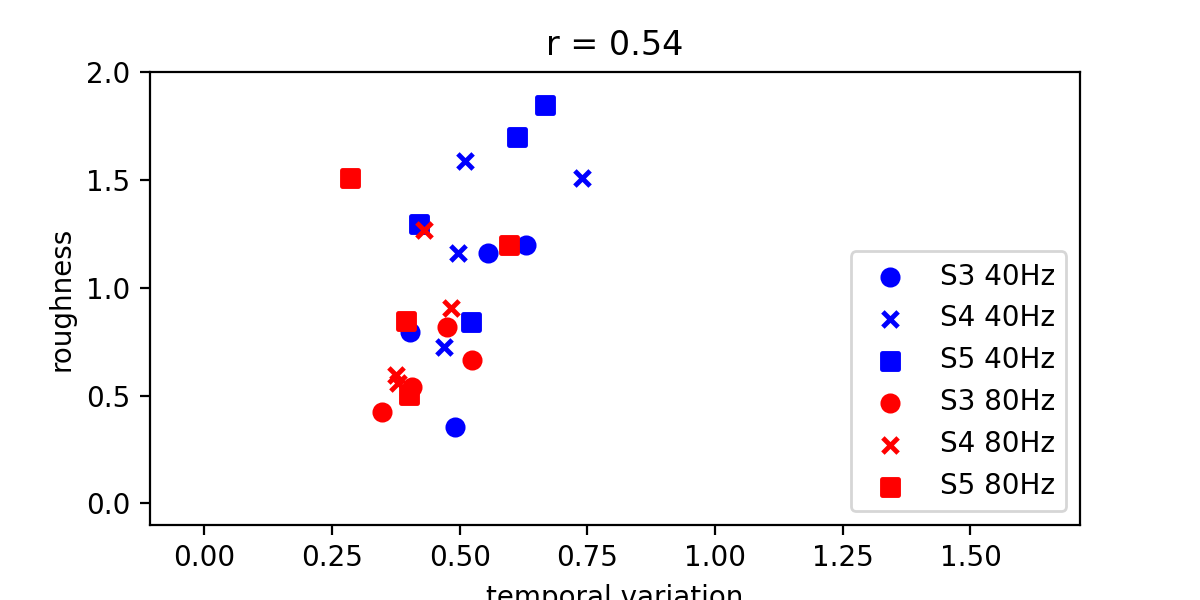 r = 0.54
2.0
1.5
1.0
0.5
0.0
roughness
S3 40Hz
S4 40Hz
S5 40Hz
S3 80Hz
S4 80Hz
S5 80Hz
0.00 0.25 0.50 0.75 1.00 1.25 1.50
temporal variation